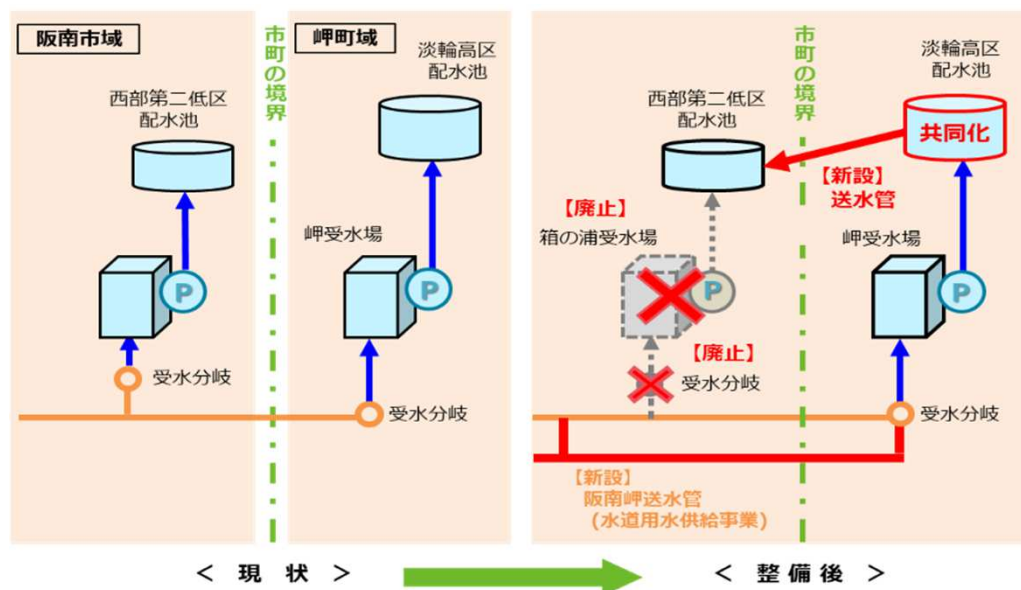 阪南市域
市町の境界
岬町域
淡輪高区
配水池
西部第二低区
配水池
岬受水場
P
P
受水分岐
受水分岐
市町の境界
淡輪高区
配水池
西部第二低区
配水池
共同化
【新設】
送水管
【廃止】
箱の浦受水場
岬受水場
P
P
【廃止】
受水分岐
受水分岐
【新設】
阪南岬送水管
(水道用水供給事業)
< 現 状 >
< 整 備 後 >